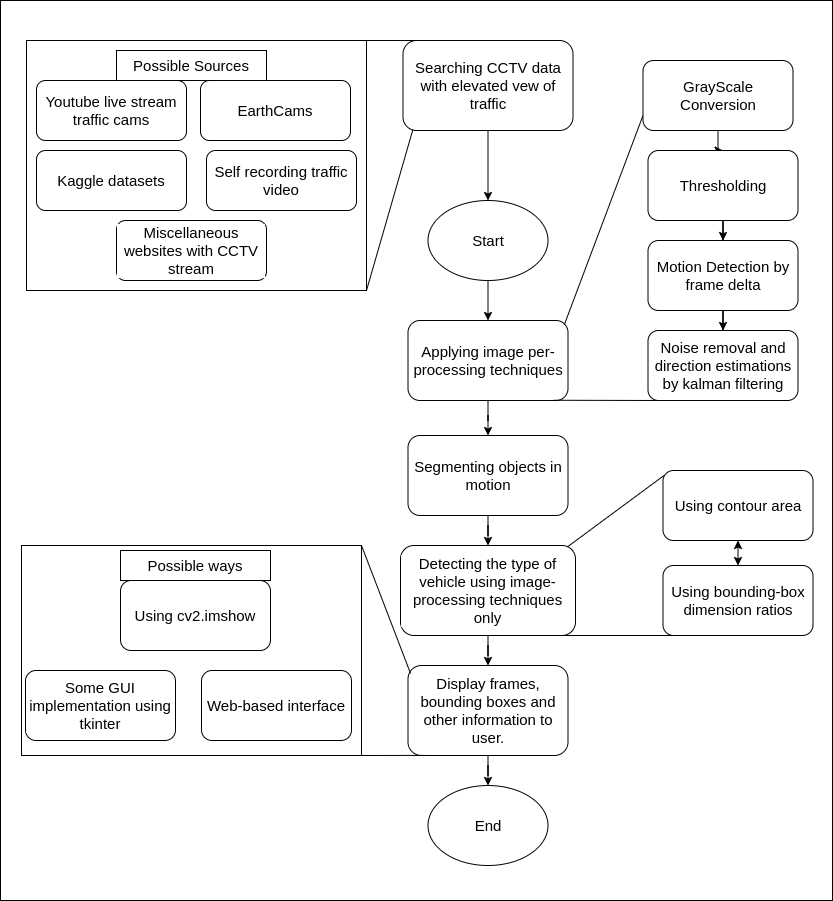 Possible Sources
Youtube live stream
traffic cams
EarthCams
Kaggle datasets
Self recording traffic
video
Miscellaneous
websites with CCTV
stream
Searching CCTV data
with elevated vew of
traffic
Start
Applying image per-
processing techniques
GrayScale
Conversion
Thresholding
Motion Detection by
frame delta
Noise removal and
direction estimations
by kalman filtering
Segmenting objects in
motion
Detecting the type of
vehicle using image-
processing techniques
only
Using contour area
Using bounding-box
dimension ratios
Possible ways
Using cv2.imshow
Some GUI
implementation using
tkinter
Web-based interface
Display frames,
bounding boxes and
other information to
user.
End